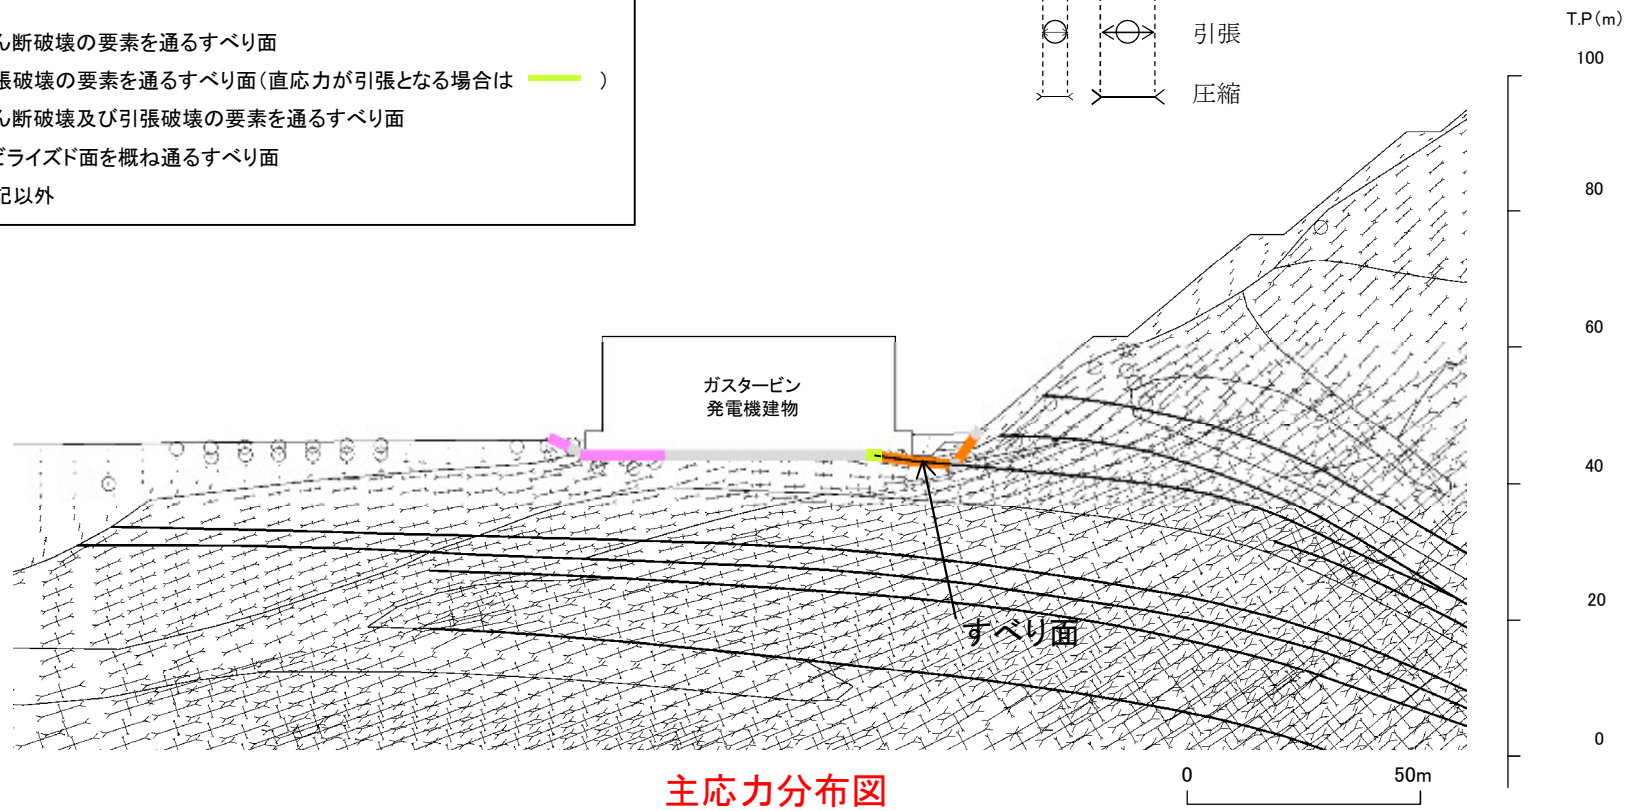 ん断破壊の要素を通るすべり面
張破壊の要素を通るすべり面(直応力が引張となる場合は )
ん断破壊及び引張破壊の要素を通るすべり面
ビライズド面を概ね通るすべり面
記以外
引張
圧縮
T.P(m)
100
80
60
40
20
0
ガスタービン
発電機建物
すべり面
主応力分布図
0 50m